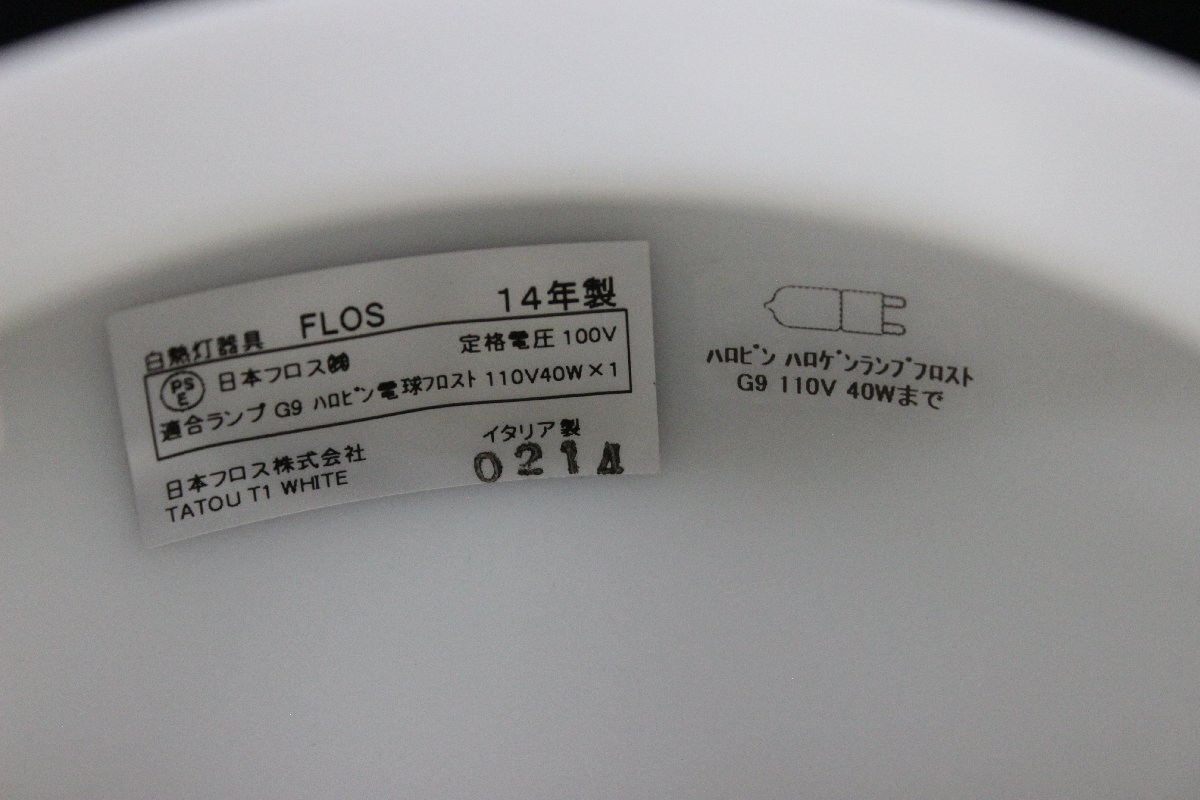 白熱灯器具 FLOS 14年製
PS E 日本フロス㈱ 定格電圧 100V
適合ランプ G9 ﾊﾛﾋﾟﾝ電球ﾌﾛｽﾄ 110V40W×1
日本フロス株式会社 イタリア製
TATOU T1 WHITE 0214
ﾊﾛﾋﾟﾝ ﾊﾛｹﾞﾝﾗﾝﾌﾟﾌﾛｽﾄ
G9 110V 40Wまで